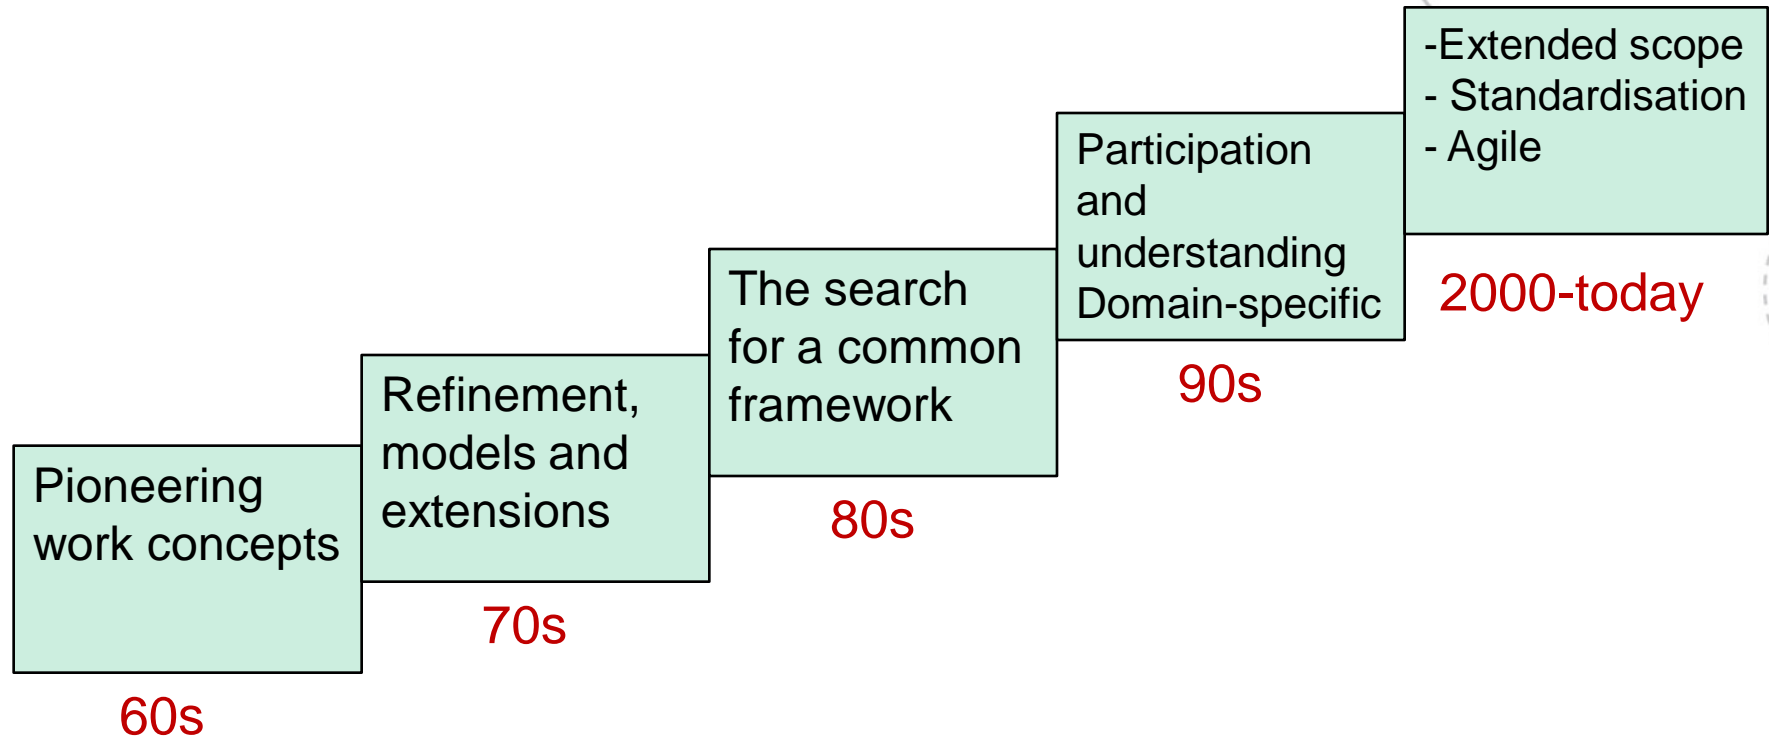 Pioneering
work concepts
60s
Refinement,
models and
extensions
70s
The search
for a common
framework
80s
Participation
and
understanding
Domain-specific
90s
-Extended scope
- Standardisation
- Agile
2000-today